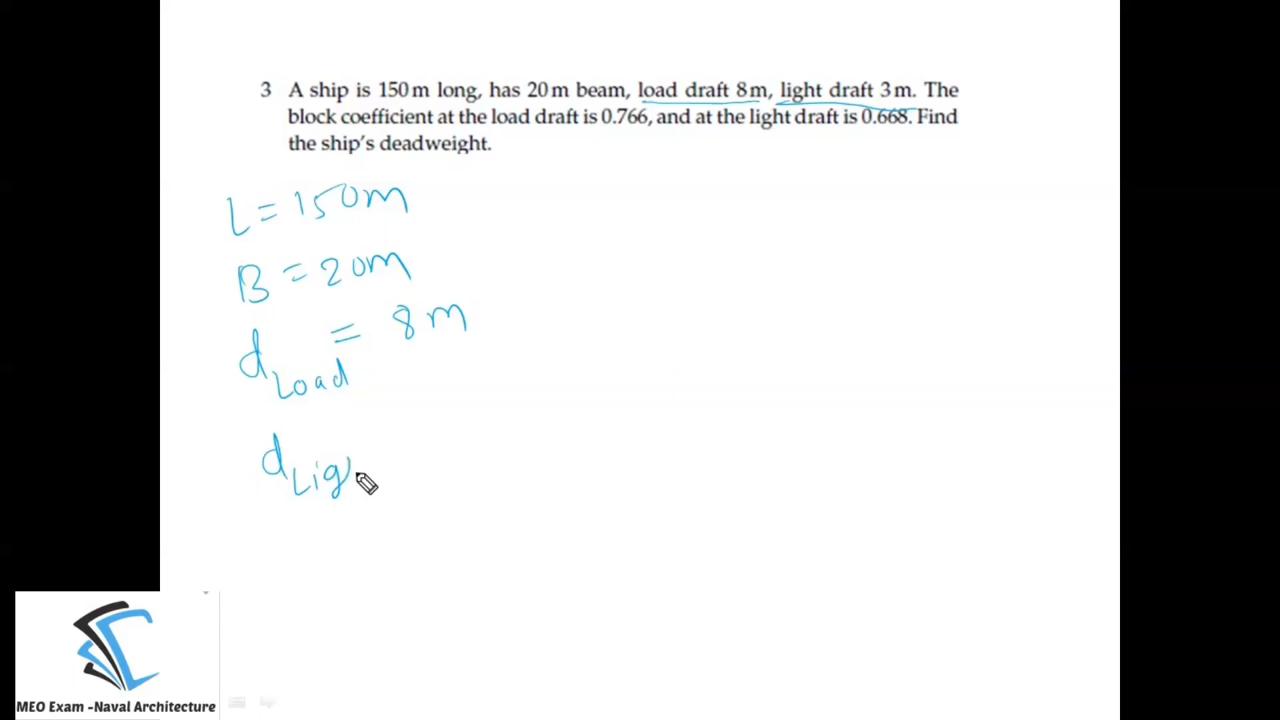 3 A ship is 150 m long, has 20 m beam, load draft 8 m, light draft 3 m. The
block coefficient at the load draft is 0.766, and at the light draft is 0.668. Find
the ship's deadweight.
L = 150m
B = 20m
d Load = 8m
d Lig
MEO Exam -Naval Architecture